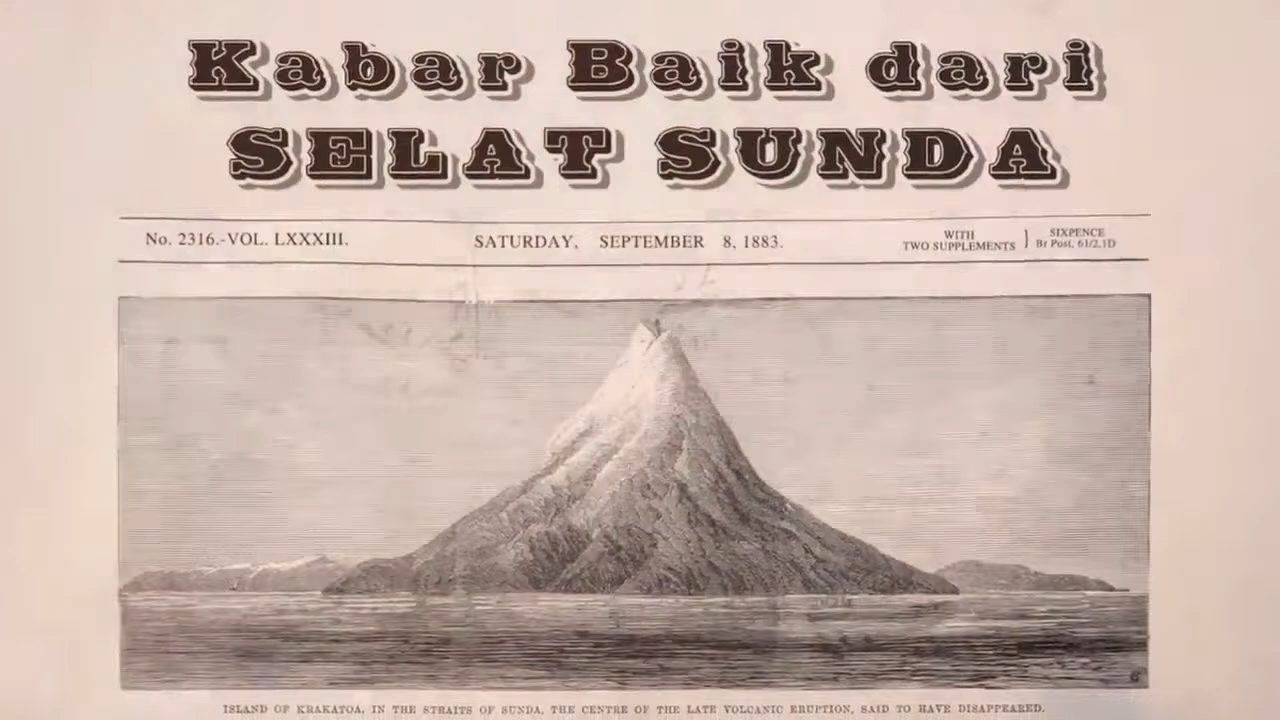 Kabar Baik dari
SELAT SUNDA
No. 2316.-VOL. LXXXIII. SATURDAY, SEPTEMBER 8, 1883. WITH TWO SUPPLEMENTS } SIXPENCE
Br Post, 61/2.1D
ISLAND OF KRAKATOA, IN THE STRAITS OF SUNDA, THE CENTRE OF THE LATE VOLCANIC ERUPTION, SAID TO HAVE DISAPPEARED.